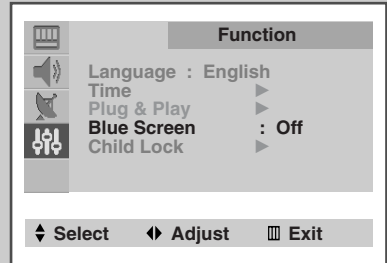 Function
Language : English
Time
Plug & Play
Blue Screen : Off
Child Lock
Select Adjust Exit